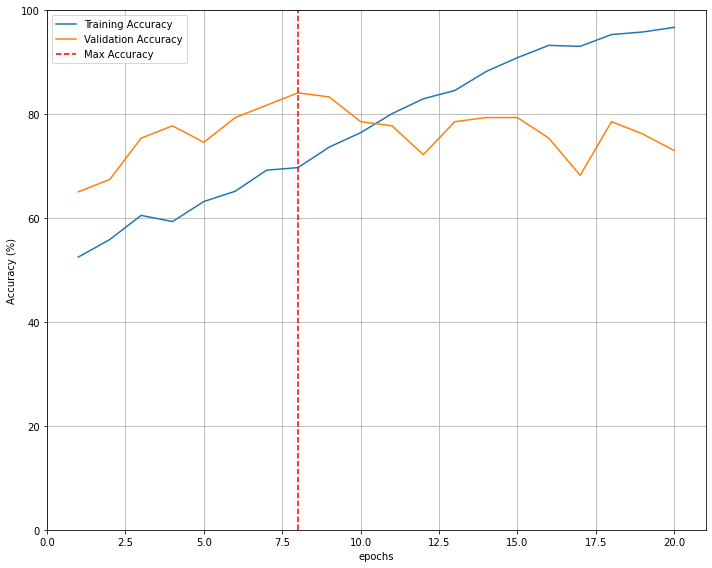 Training Accuracy
Validation Accuracy
Max Accuracy
100
80
60
40
20
0
Accuracy (%)
0.0 2.5 5.0 7.5 10.0 12.5 15.0 17.5 20.0
epochs